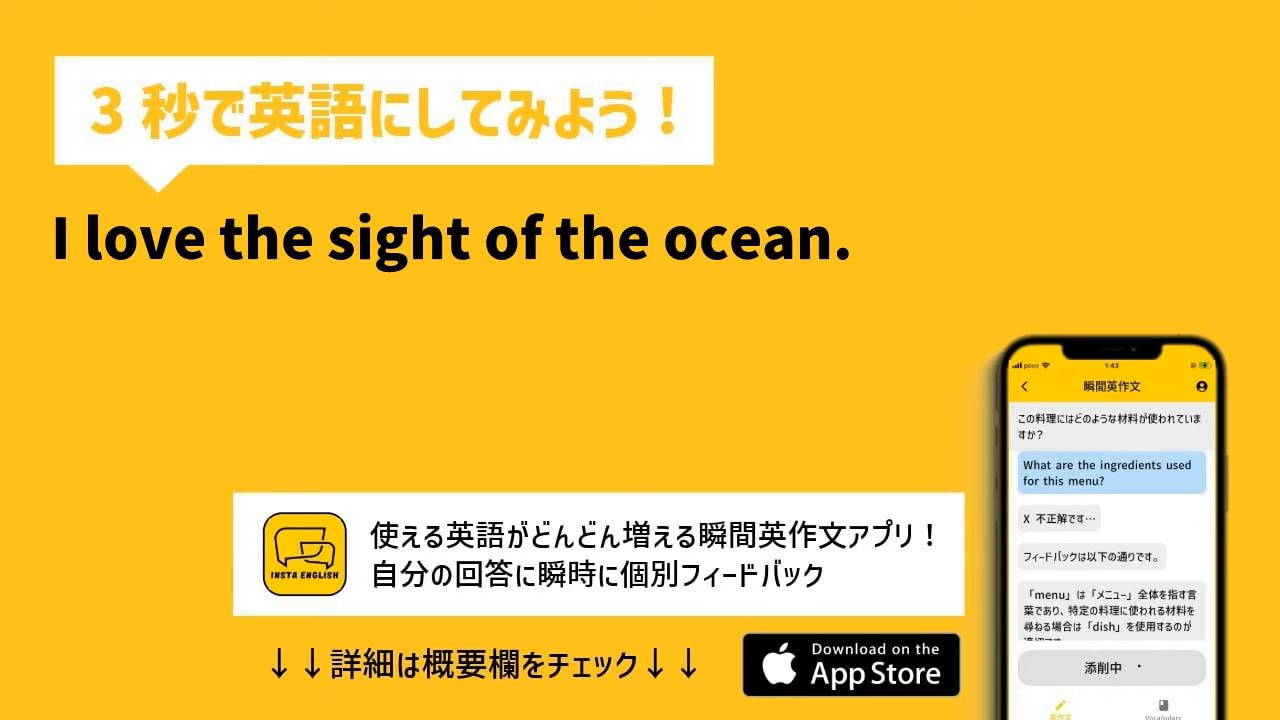 3秒で英語にしてみよう！
I love the sight of the ocean.
povo
1:43
瞬間英作文
この料理にはどのような材料が使われていま
すか？
What are the ingredients used
for this menu?
X 不正解です…
フィードバックは以下の通りです。
「menu」は「メニュー」全体を指す言
葉であり、特定の料理に使われる材料を
尋ねる場合は「dish」を使用するのが
添削中 ・
英作文
Vocabulary
INSTA ENGLISH
使える英語がどんどん増える瞬間英作文アプリ！
自分の回答に瞬時に個別フィードバック
↓↓詳細は概要欄をチェック↓↓
Download on the
App Store